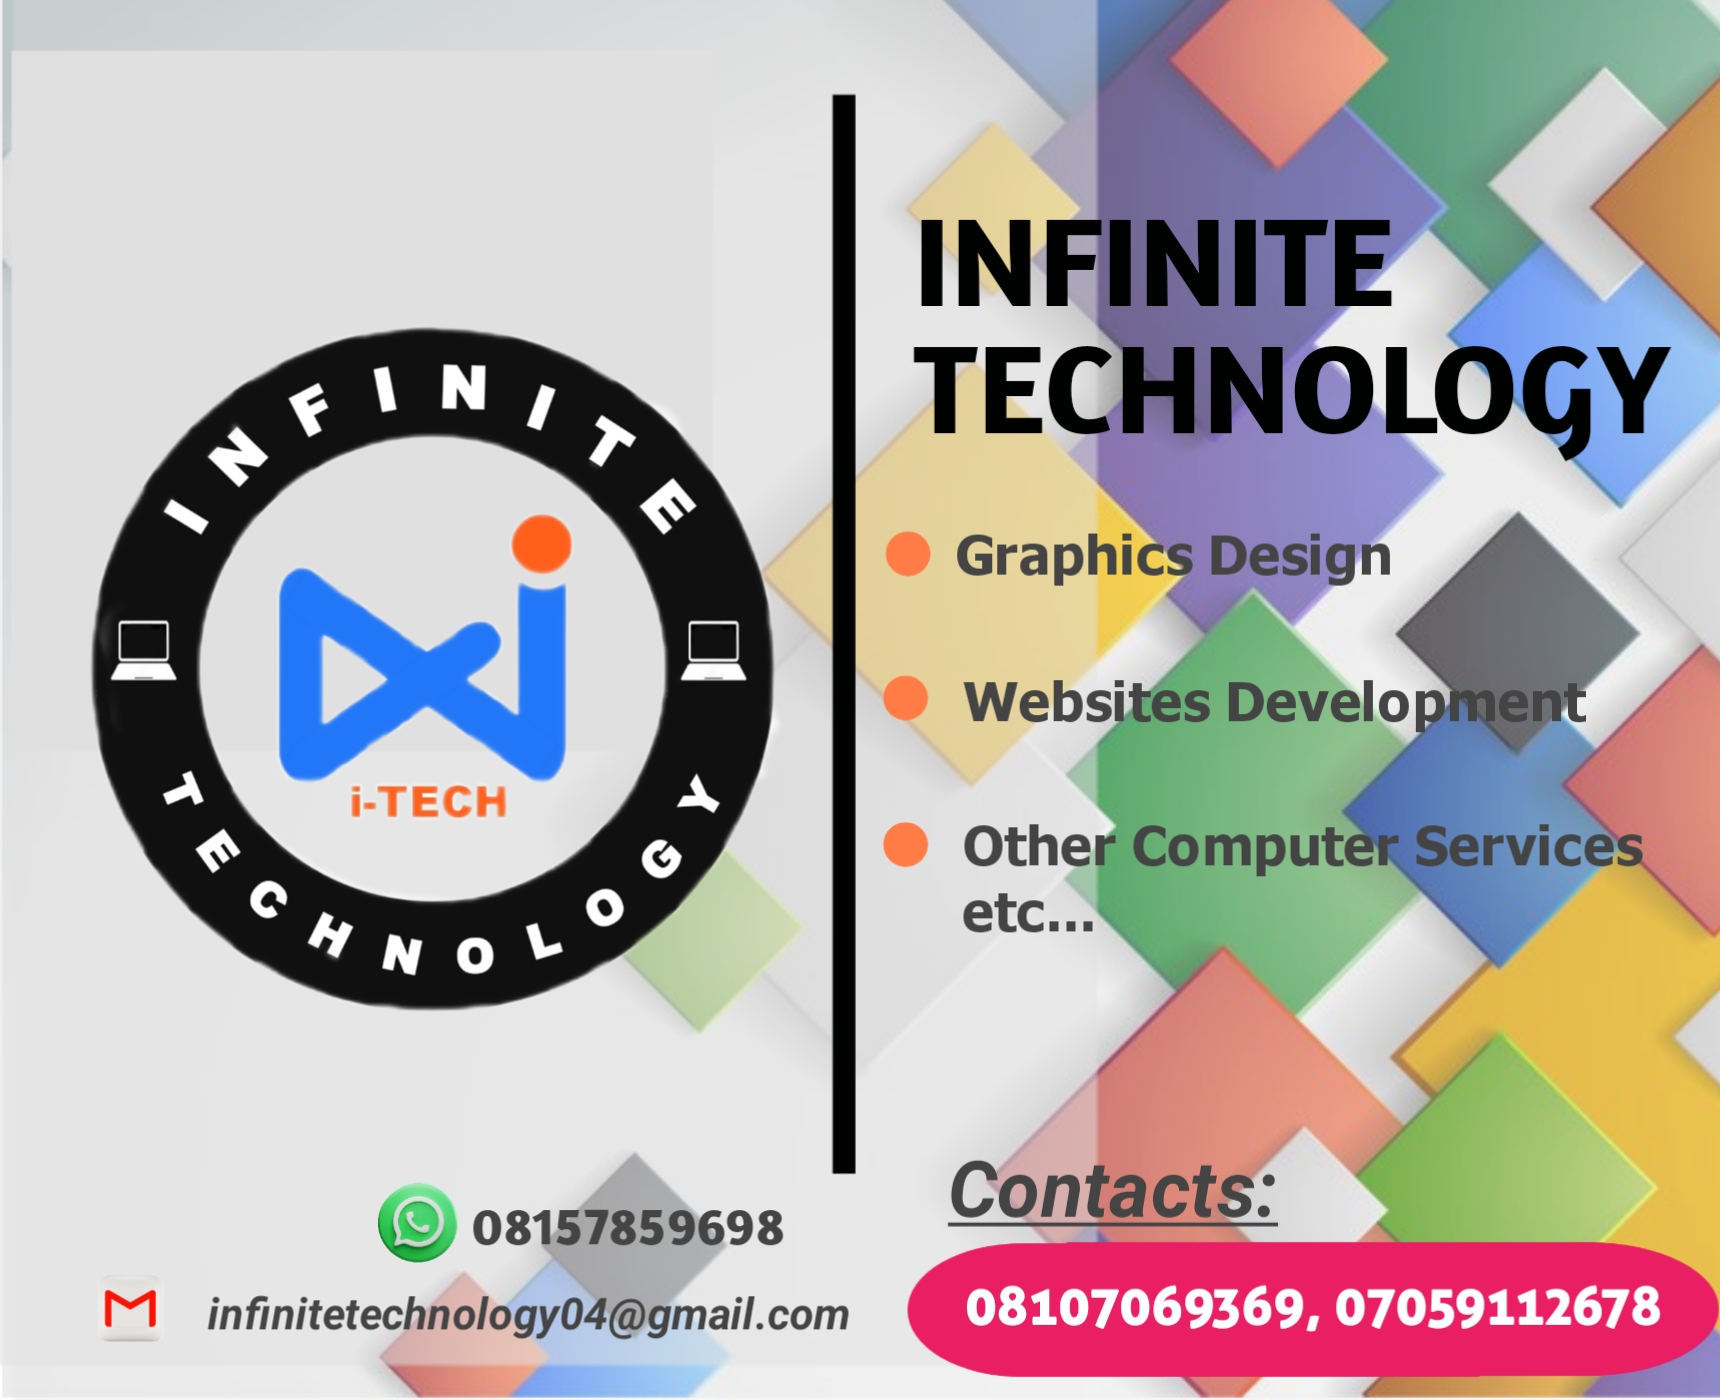 INFINITE
TECHNOLOGY
i-TECH
08157859698
infinitetechnology04@gmail.com
INFINITE
TECHNOLOGY
Graphics Design
Websites Development
Other Computer Services
etc...
Contacts:
08107069369, 07059112678